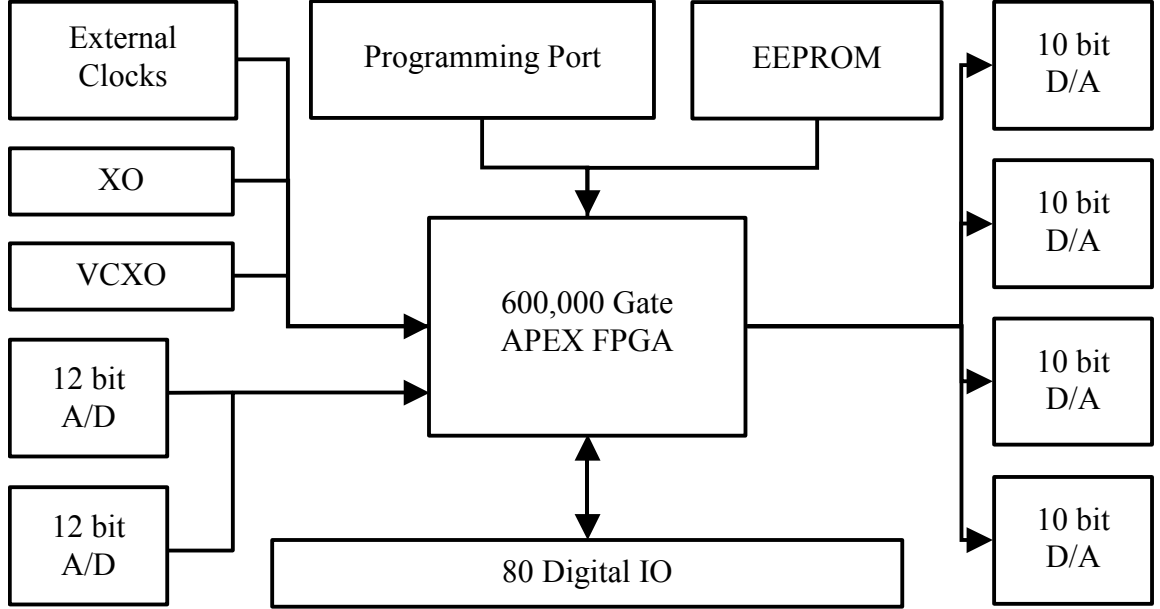 External
Clocks
Programming Port
EEPROM
10 bit
D/A
XO
10 bit
D/A
VCXO
600,000 Gate
APEX FPGA
12 bit
A/D
10 bit
D/A
12 bit
A/D
80 Digital IO
10 bit
D/A